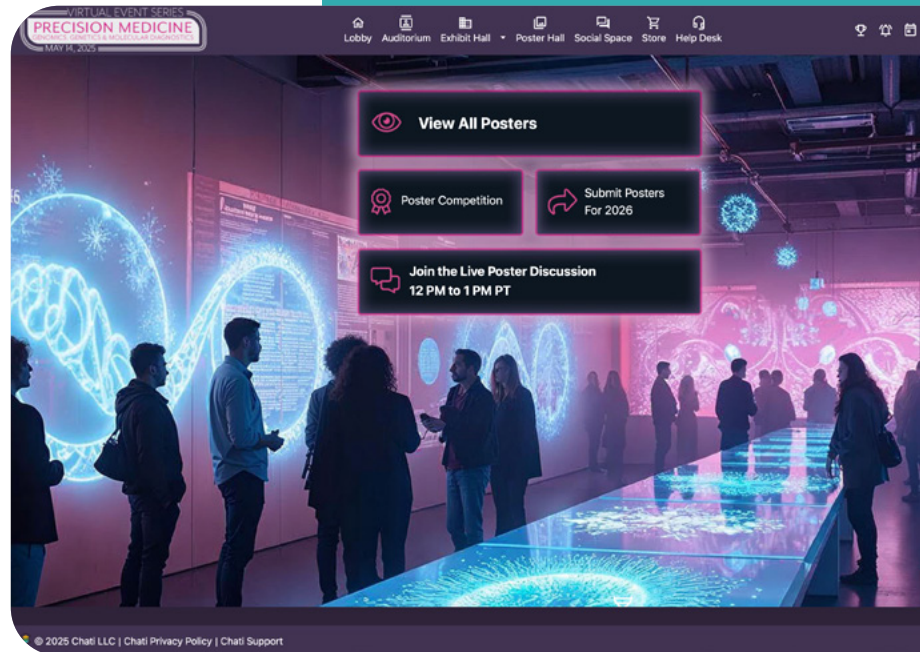 VIRTUAL EVENT SERIES
PRECISION MEDICINE
GENOMICS, GENETICS & MOLECULAR DIAGNOSTICS
MAY 14, 2025
Lobby Auditorium Exhibit Hall Poster Hall Social Space Store Help Desk
View All Posters
Poster Competition
Submit Posters
For 2026
Join the Live Poster Discussion
12 PM to 1 PM PT
© 2025 Chati LLC | Chati Privacy Policy | Chati Support